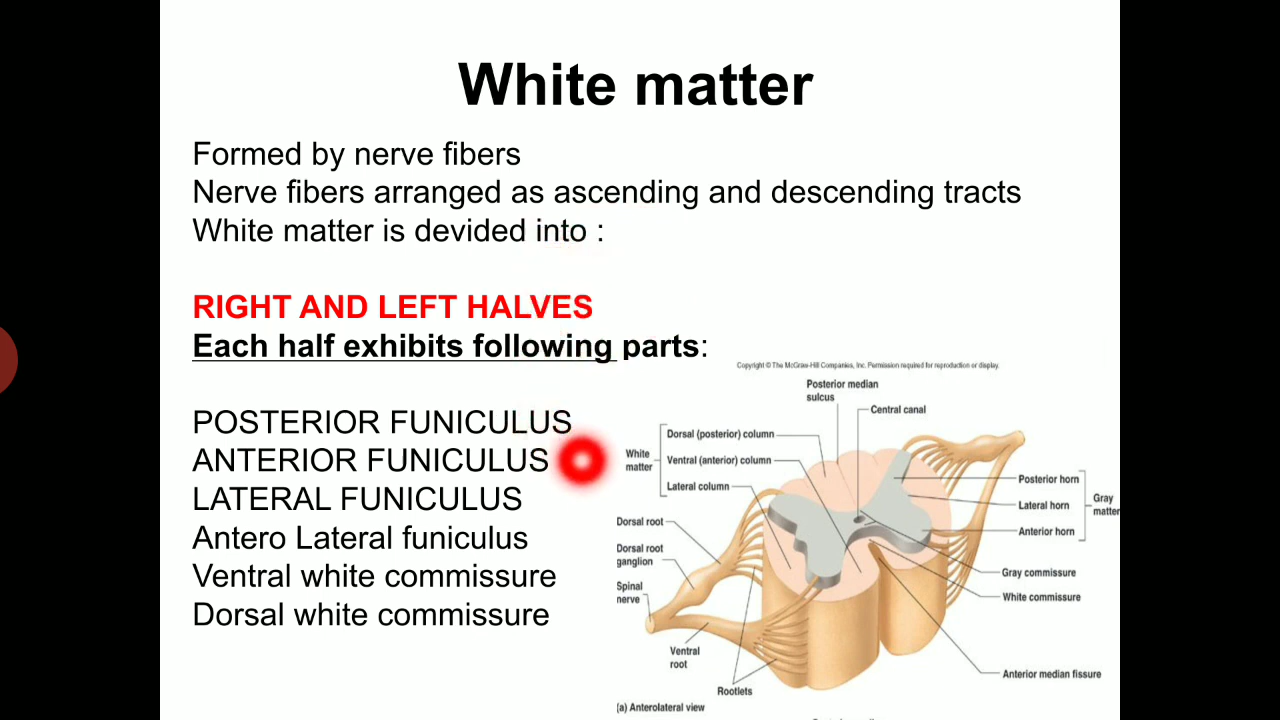 White matter
Formed by nerve fibers
Nerve fibers arranged as ascending and descending tracts
White matter is devided into :
RIGHT AND LEFT HALVES
Each half exhibits following parts:
POSTERIOR FUNICULUS
ANTERIOR FUNICULUS
LATERAL FUNICULUS
Antero Lateral funiculus
Ventral white commissure
Dorsal white commissure
Copyright © The McGraw-Hill Companies, Inc. Permission required for reproduction or display.
Posterior median
sulcus
Central canal
White
matter
Dorsal (posterior) column
Ventral (anterior) column
Lateral column
Posterior horn
Lateral horn
Anterior horn
Gray
matter
Dorsal root
Dorsal root
ganglion
Spinal
nerve
Gray commissure
White commissure
Ventral
root
Rootlets
Anterior median fissure
(a) Anterolateral view